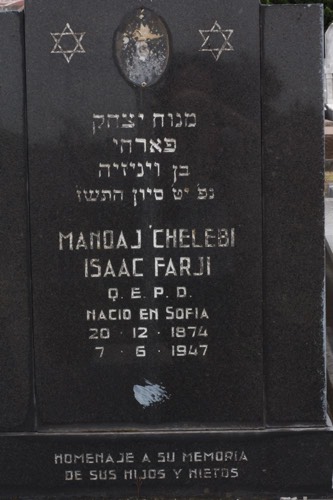 מנוח יצחק
פארחי
בן ויניזיה
נפ׳ יט סיון התשז
MANOAJ 'CHELEBI
ISAAC FARJI
Q. E. P. D.
NACIO EN SOFIA
20 · 12 · 1874
7 · 6 · 1947
HOMENAJE A SU MEMORIA
DE SUS HIJOS Y NIETOS